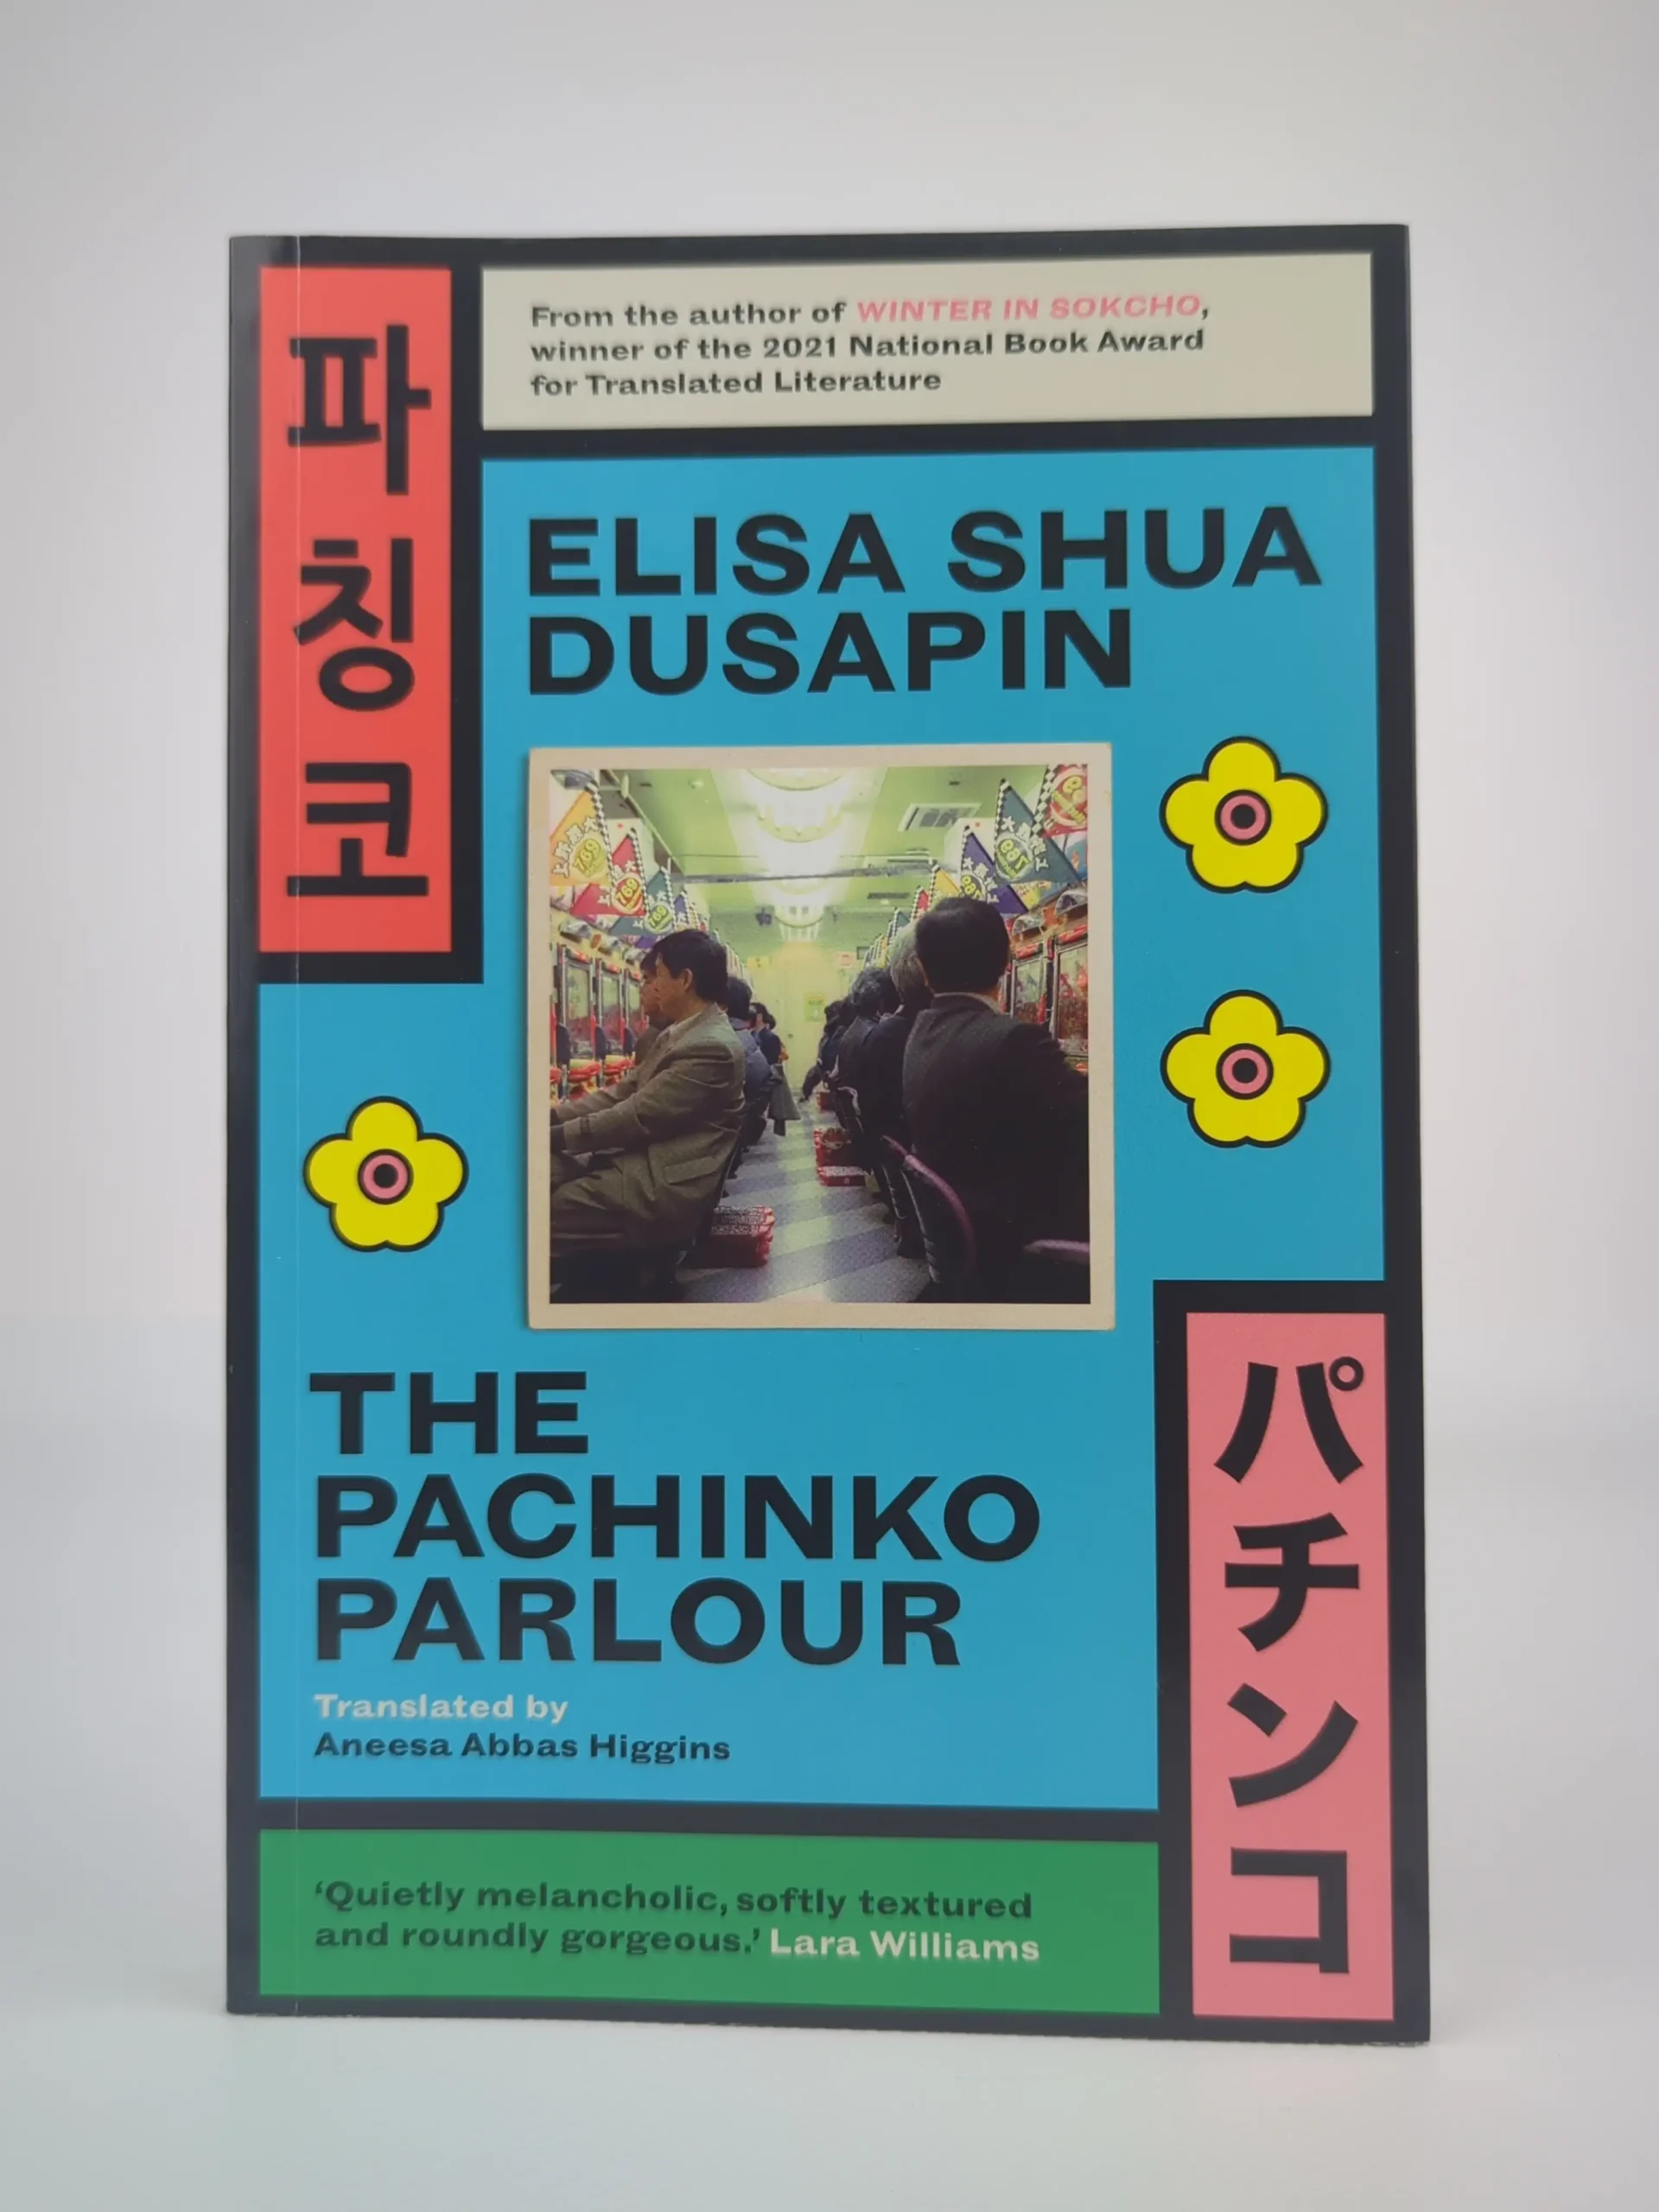 파칭코
From the author of WINTER IN SOKCHO,
winner of the 2021 National Book Award
for Translated Literature
ELISA SHUA
DUSAPIN
THE
PACHINKO
PARLOUR
Translated by
Aneesa Abbas Higgins
パチンコ
‘Quietly melancholic, softly textured
and roundly gorgeous.’ Lara Williams